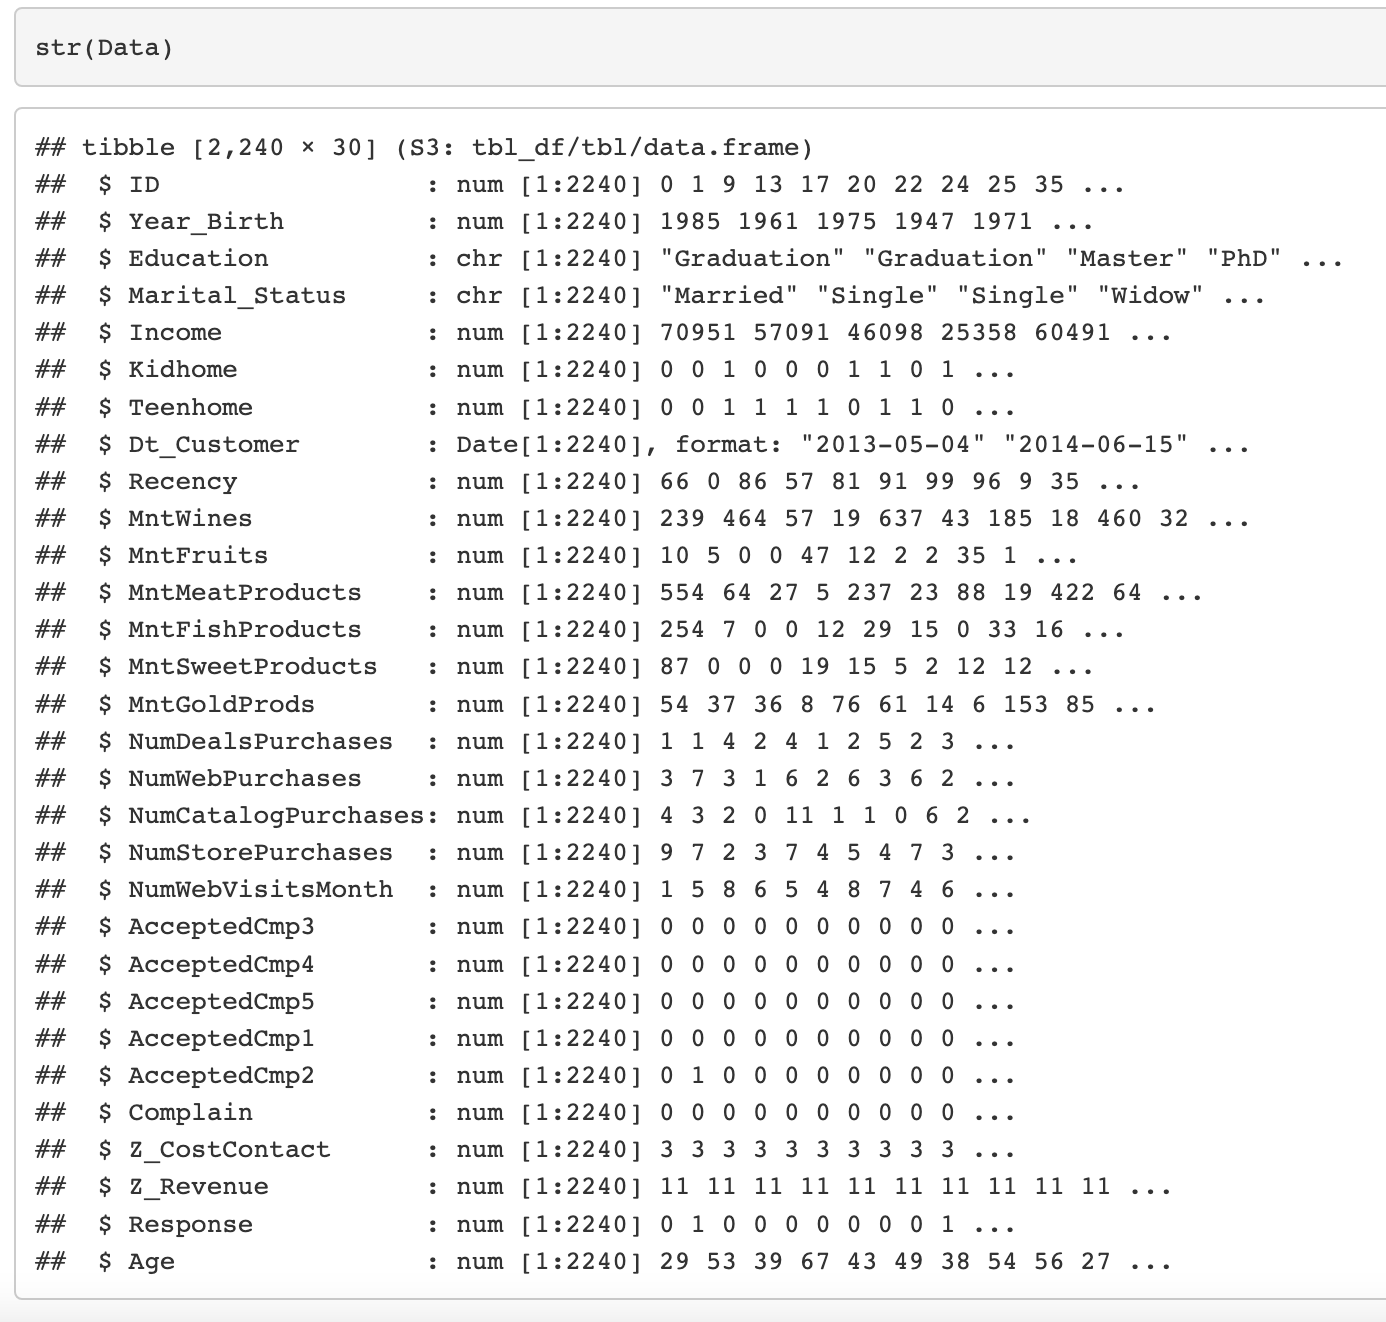 str(Data)
## tibble [2,240 × 30] (S3: tbl_df/tbl/data.frame)
##  $ ID                 : num [1:2240] 0 1 9 13 17 20 22 24 25 35 ...
##  $ Year_Birth         : num [1:2240] 1985 1961 1975 1947 1971 ...
##  $ Education          : chr [1:2240] "Graduation" "Graduation" "Master" "PhD" ...
##  $ Marital_Status     : chr [1:2240] "Married" "Single" "Single" "Widow" ...
##  $ Income             : num [1:2240] 70951 57091 46098 25358 60491 ...
##  $ Kidhome            : num [1:2240] 0 0 1 0 0 0 1 1 0 1 ...
##  $ Teenhome           : num [1:2240] 0 0 1 1 1 1 0 1 1 0 ...
##  $ Dt_Customer        : Date[1:2240], format: "2013-05-04" "2014-06-15" ...
##  $ Recency            : num [1:2240] 66 0 86 57 81 91 99 96 9 35 ...
##  $ MntWines           : num [1:2240] 239 464 57 19 637 43 185 18 460 32 ...
##  $ MntFruits          : num [1:2240] 10 5 0 0 47 12 2 2 35 1 ...
##  $ MntMeatProducts    : num [1:2240] 554 64 27 5 237 23 88 19 422 64 ...
##  $ MntFishProducts    : num [1:2240] 254 7 0 0 12 29 15 0 33 16 ...
##  $ MntSweetProducts   : num [1:2240] 87 0 0 0 19 15 5 2 12 12 ...
##  $ MntGoldProds       : num [1:2240] 54 37 36 8 76 61 14 6 153 85 ...
##  $ NumDealsPurchases  : num [1:2240] 1 1 4 2 4 1 2 5 2 3 ...
##  $ NumWebPurchases    : num [1:2240] 3 7 3 1 6 2 6 3 6 2 ...
##  $ NumCatalogPurchases: num [1:2240] 4 3 2 0 11 1 1 0 6 2 ...
##  $ NumStorePurchases  : num [1:2240] 9 7 2 3 7 4 5 4 7 3 ...
##  $ NumWebVisitsMonth  : num [1:2240] 1 5 8 6 5 4 8 7 4 6 ...
##  $ AcceptedCmp3       : num [1:2240] 0 0 0 0 0 0 0 0 0 0 ...
##  $ AcceptedCmp4       : num [1:2240] 0 0 0 0 0 0 0 0 0 0 ...
##  $ AcceptedCmp5       : num [1:2240] 0 0 0 0 0 0 0 0 0 0 ...
##  $ AcceptedCmp1       : num [1:2240] 0 0 0 0 0 0 0 0 0 0 ...
##  $ AcceptedCmp2       : num [1:2240] 0 1 0 0 0 0 0 0 0 0 ...
##  $ Complain           : num [1:2240] 0 0 0 0 0 0 0 0 0 0 ...
##  $ Z_CostContact      : num [1:2240] 3 3 3 3 3 3 3 3 3 3 ...
##  $ Z_Revenue          : num [1:2240] 11 11 11 11 11 11 11 11 11 11 ...
##  $ Response           : num [1:2240] 0 1 0 0 0 0 0 0 0 1 ...
##  $ Age                : num [1:2240] 29 53 39 67 43 49 38 54 56 27 ...